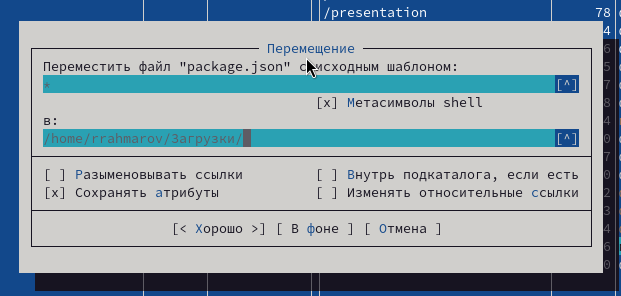 /presentation 78
Перемещение
Переместить файл "package.json" с исходным шаблоном:
* [^]
[x] Метасимволы shell
в:
/home/rrahmarov/Загрузки/ [^]
[ ] Разыменовывать ссылки [ ] Внутрь подкаталога, если есть
[x] Сохранять атрибуты [ ] Изменять относительные ссылки
[< Хорошо >] [ В фоне ] [ Отмена ]